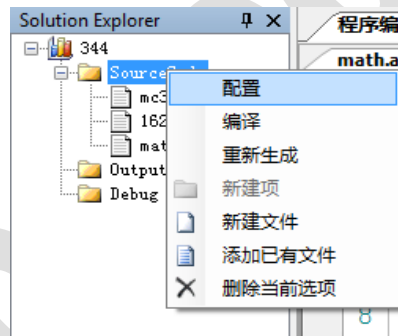 Solution Explorer
程序编
344
math.a
SourceCode
配置
mc3
编译
162
重新生成
mat
新建项
Output
新建文件
Debug
添加已有文件
删除当前选项
8